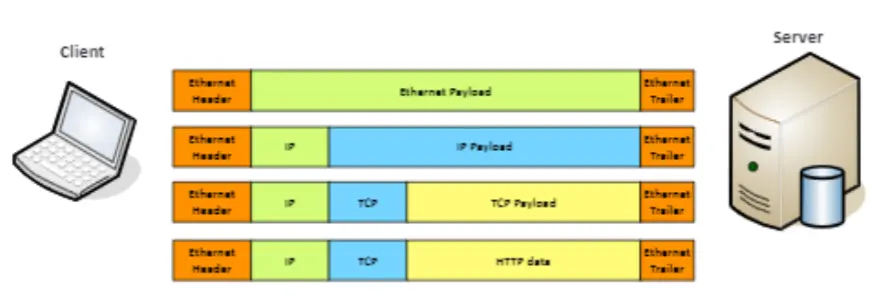 Client
Server
Ethernet Header
Ethernet Payload
Ethernet Trailer
Ethernet Header
IP
IP Payload
Ethernet Trailer
Ethernet Header
IP
TCP
TCP Payload
Ethernet Trailer
Ethernet Header
IP
TCP
HTTP data
Ethernet Trailer